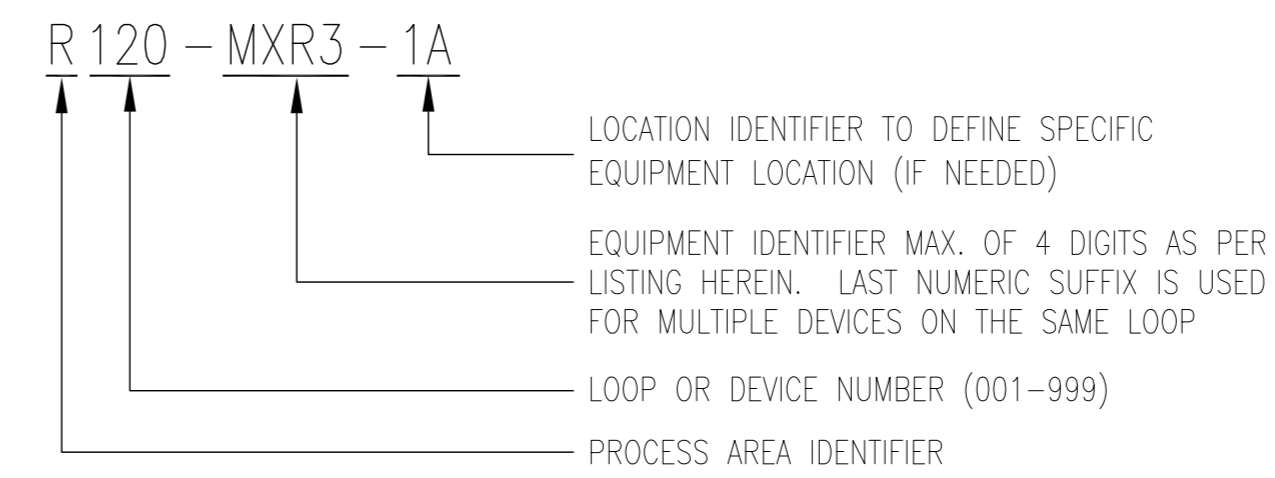 R 120 - MXR3 - 1A
LOCATION IDENTIFIER TO DEFINE SPECIFIC
EQUIPMENT LOCATION (IF NEEDED)
EQUIPMENT IDENTIFIER MAX. OF 4 DIGITS AS PER
LISTING HEREIN. LAST NUMERIC SUFFIX IS USED
FOR MULTIPLE DEVICES ON THE SAME LOOP
LOOP OR DEVICE NUMBER (001-999)
PROCESS AREA IDENTIFIER